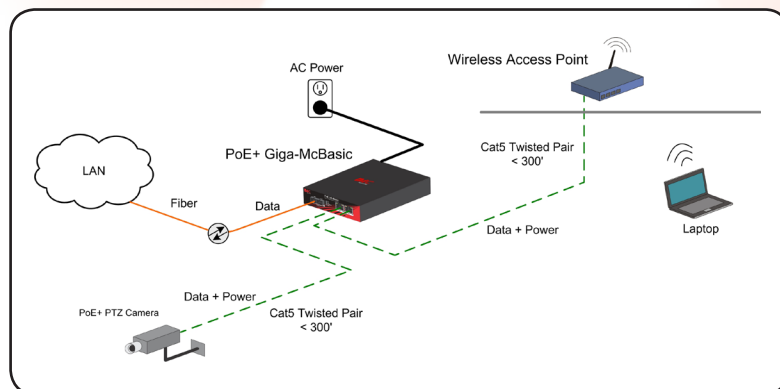 Wireless Access Point
AC Power
PoE+ Giga-McBasic
Cat5 Twisted Pair
< 300'
LAN
Fiber
Data
Data + Power
Laptop
Data + Power
PoE+ PTZ Camera
Cat5 Twisted Pair
< 300'